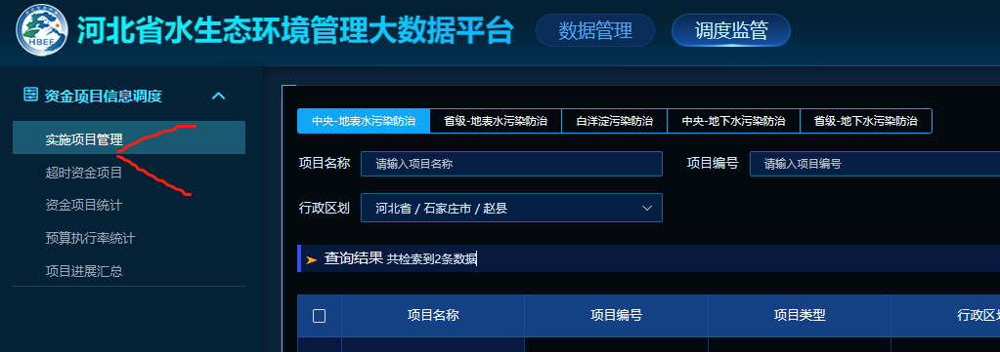 HBEE
河北省水生态环境管理大数据平台
数据管理
调度监管
资金项目信息调度
实施项目管理
超时资金项目
资金项目统计
预算执行率统计
项目进展汇总
中央-地表水污染防治 省级-地表水污染防治 白洋淀污染防治 中央-地下水污染防治 省级-地下水污染防治
项目名称 请输入项目名称 项目编号 请输入项目编号
行政区划 河北省 / 石家庄市 / 赵县
查询结果 共检索到2条数据
项目名称 项目编号 项目类型 行政区